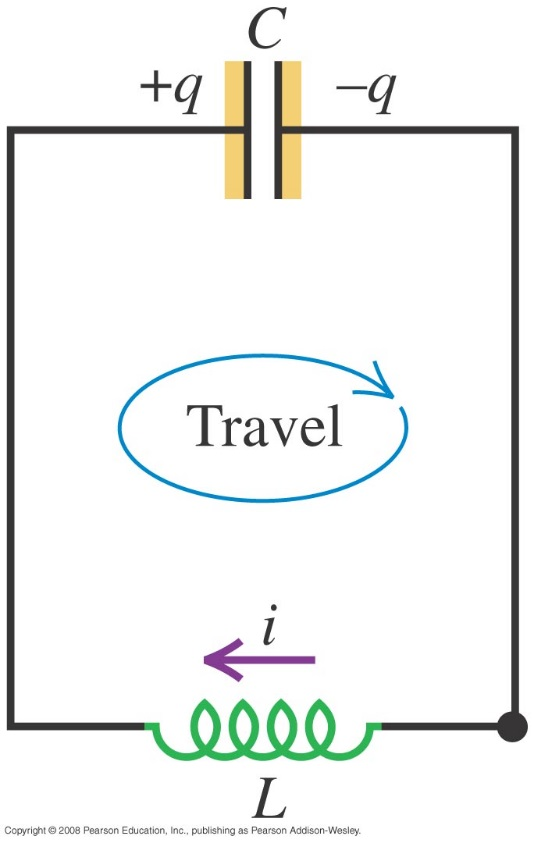 C
+q
–q
Travel
i
L
Copyright © 2008 Pearson Education, Inc., publishing as Pearson Addison-Wesley.